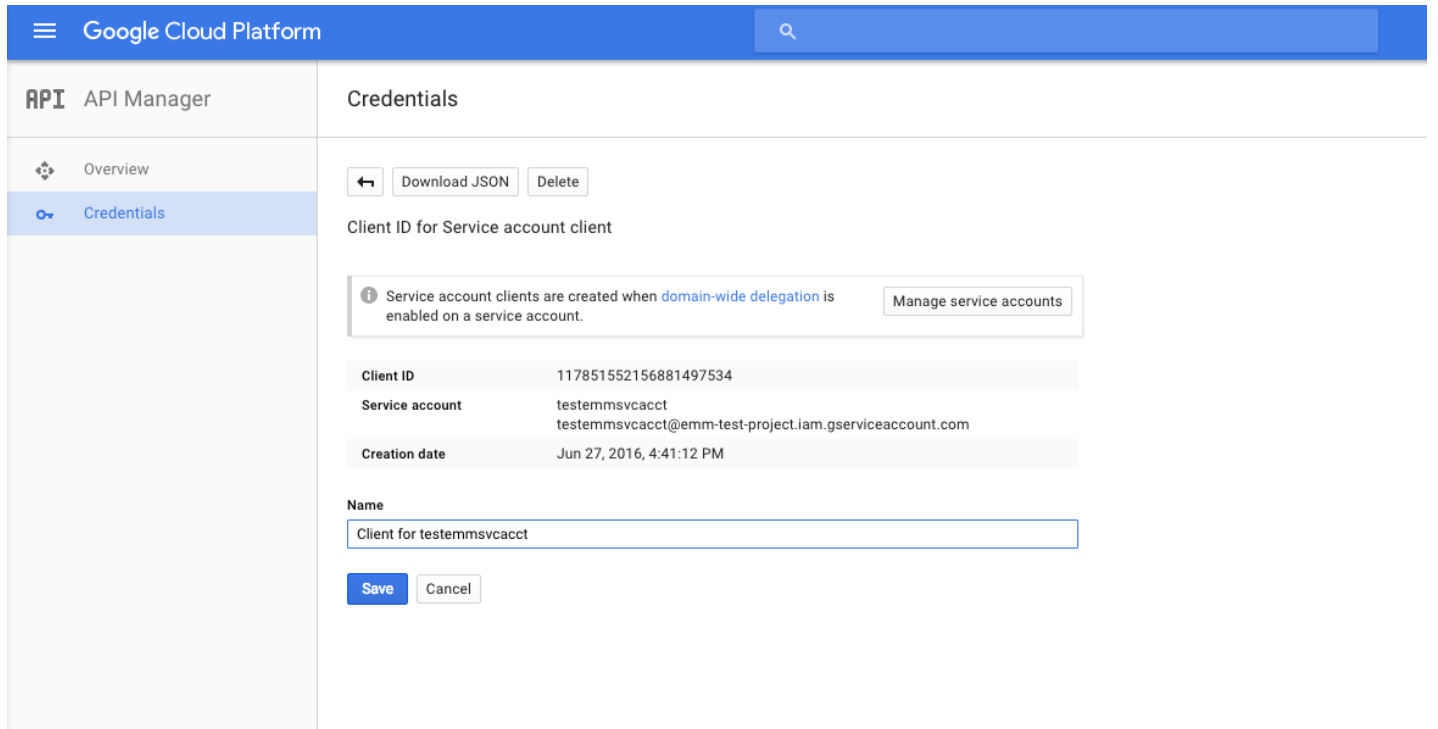 Google Cloud Platform
API API Manager
Credentials
Overview
Credentials
Download JSON Delete
Client ID for Service account client
Service account clients are created when domain-wide delegation is
enabled on a service account.
Manage service accounts
Client ID 117851552156881497534
Service account testemmsvcacct
testemmsvcacct@emm-test-project.iam.gserviceaccount.com
Creation date Jun 27, 2016, 4:41:12 PM
Name
Client for testemmsvcacct
Save Cancel